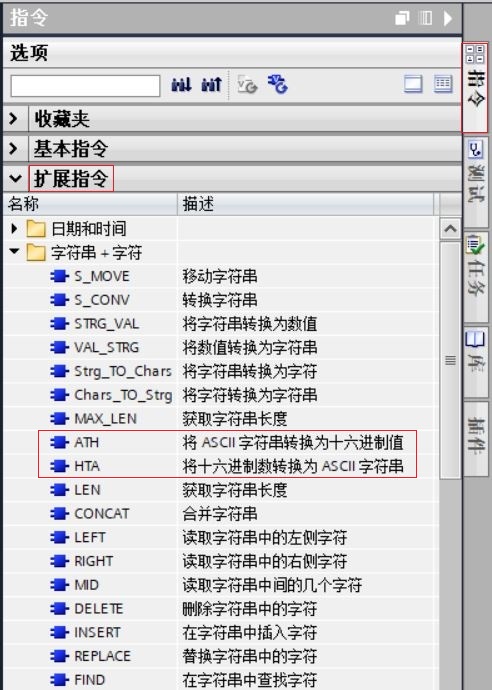 指令
选项
收藏夹
基本指令
扩展指令
名称 描述
日期和时间
字符串 + 字符
S_MOVE 移动字符串
S_CONV 转换字符串
STRG_VAL 将字符串转换为数值
VAL_STRG 将数值转换为字符串
Strg_TO_Chars 将字符串转换为字符
Chars_TO_Strg 将字符转换为字符串
MAX_LEN 获取字符串长度
ATH 将 ASCII 字符串转换为十六进制值
HTA 将十六进制数转换为 ASCII 字符串
LEN 获取字符串长度
CONCAT 合并字符串
LEFT 读取字符串中的左侧字符
RIGHT 读取字符串中的右侧字符
MID 读取字符串中间的几个字符
DELETE 删除字符串中的字符
INSERT 在字符串中插入字符
REPLACE 替换字符串中的字符
FIND 在字符串中查找字符
指令
测试
任务
库
插件